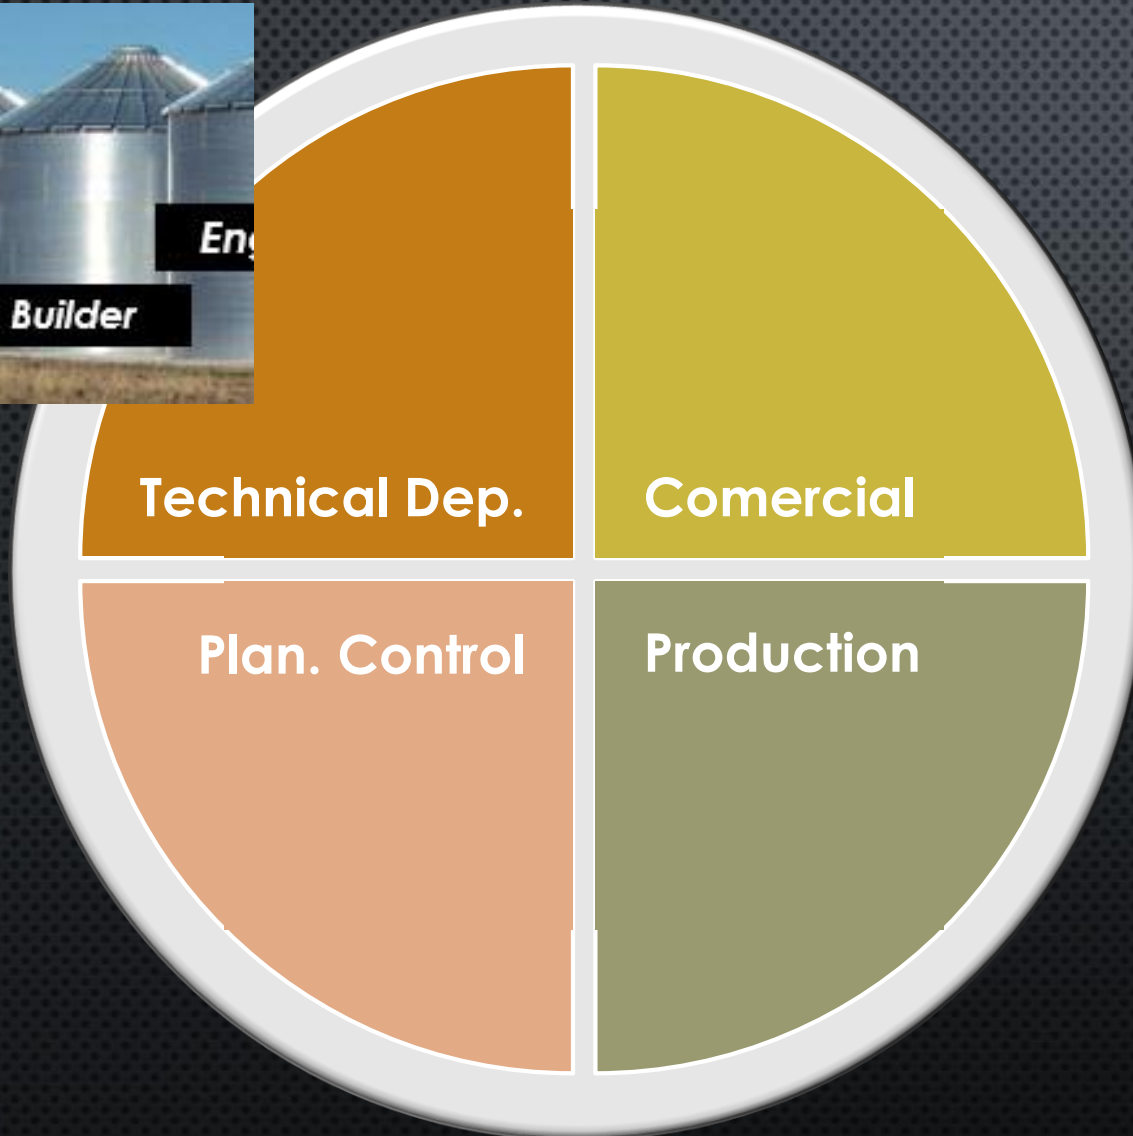 Builder
Technical Dep.
Comercial
Plan. Control
Production